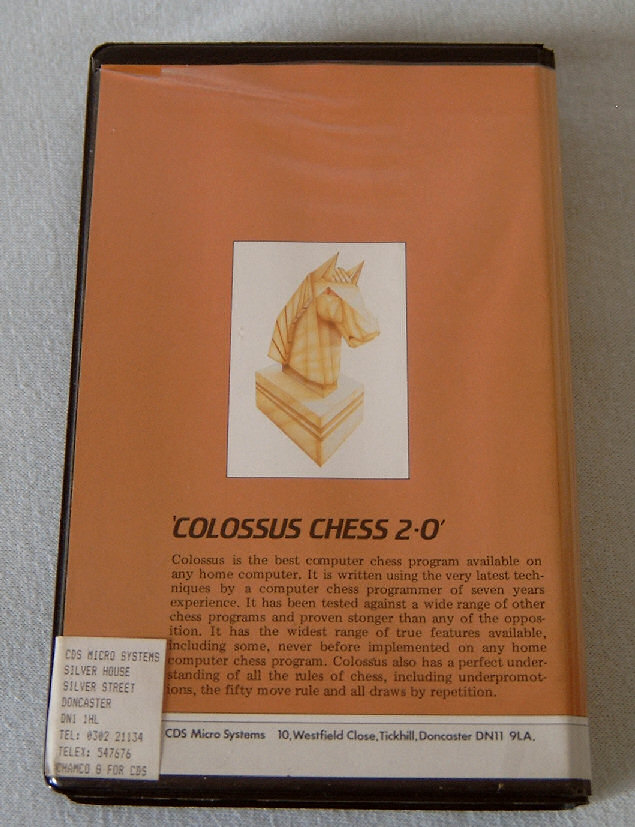 'COLOSSUS CHESS 2·0'
Colossus is the best computer chess program available on
any home computer. It is written using the very latest tech-
niques by a computer chess programmer of seven years
experience. It has been tested against a wide range of other
chess programs and proven stonger than any of the oppos-
ition. It has the widest range of true features available,
including some, never before implemented on any home
computer chess program. Colossus also has a perfect under-
standing of all the rules of chess, including underpromot-
ions, the fifty move rule and all draws by repetition.
CDS MICRO SYSTEMS
SILVER HOUSE
SILVER STREET
DONCASTER
DN1 1HL
TEL: 0302 21134
TELEX: 547676
CHAMCO G FOR CDS
CDS Micro Systems 10, Westfield Close, Tickhill, Doncaster DN11 9LA.